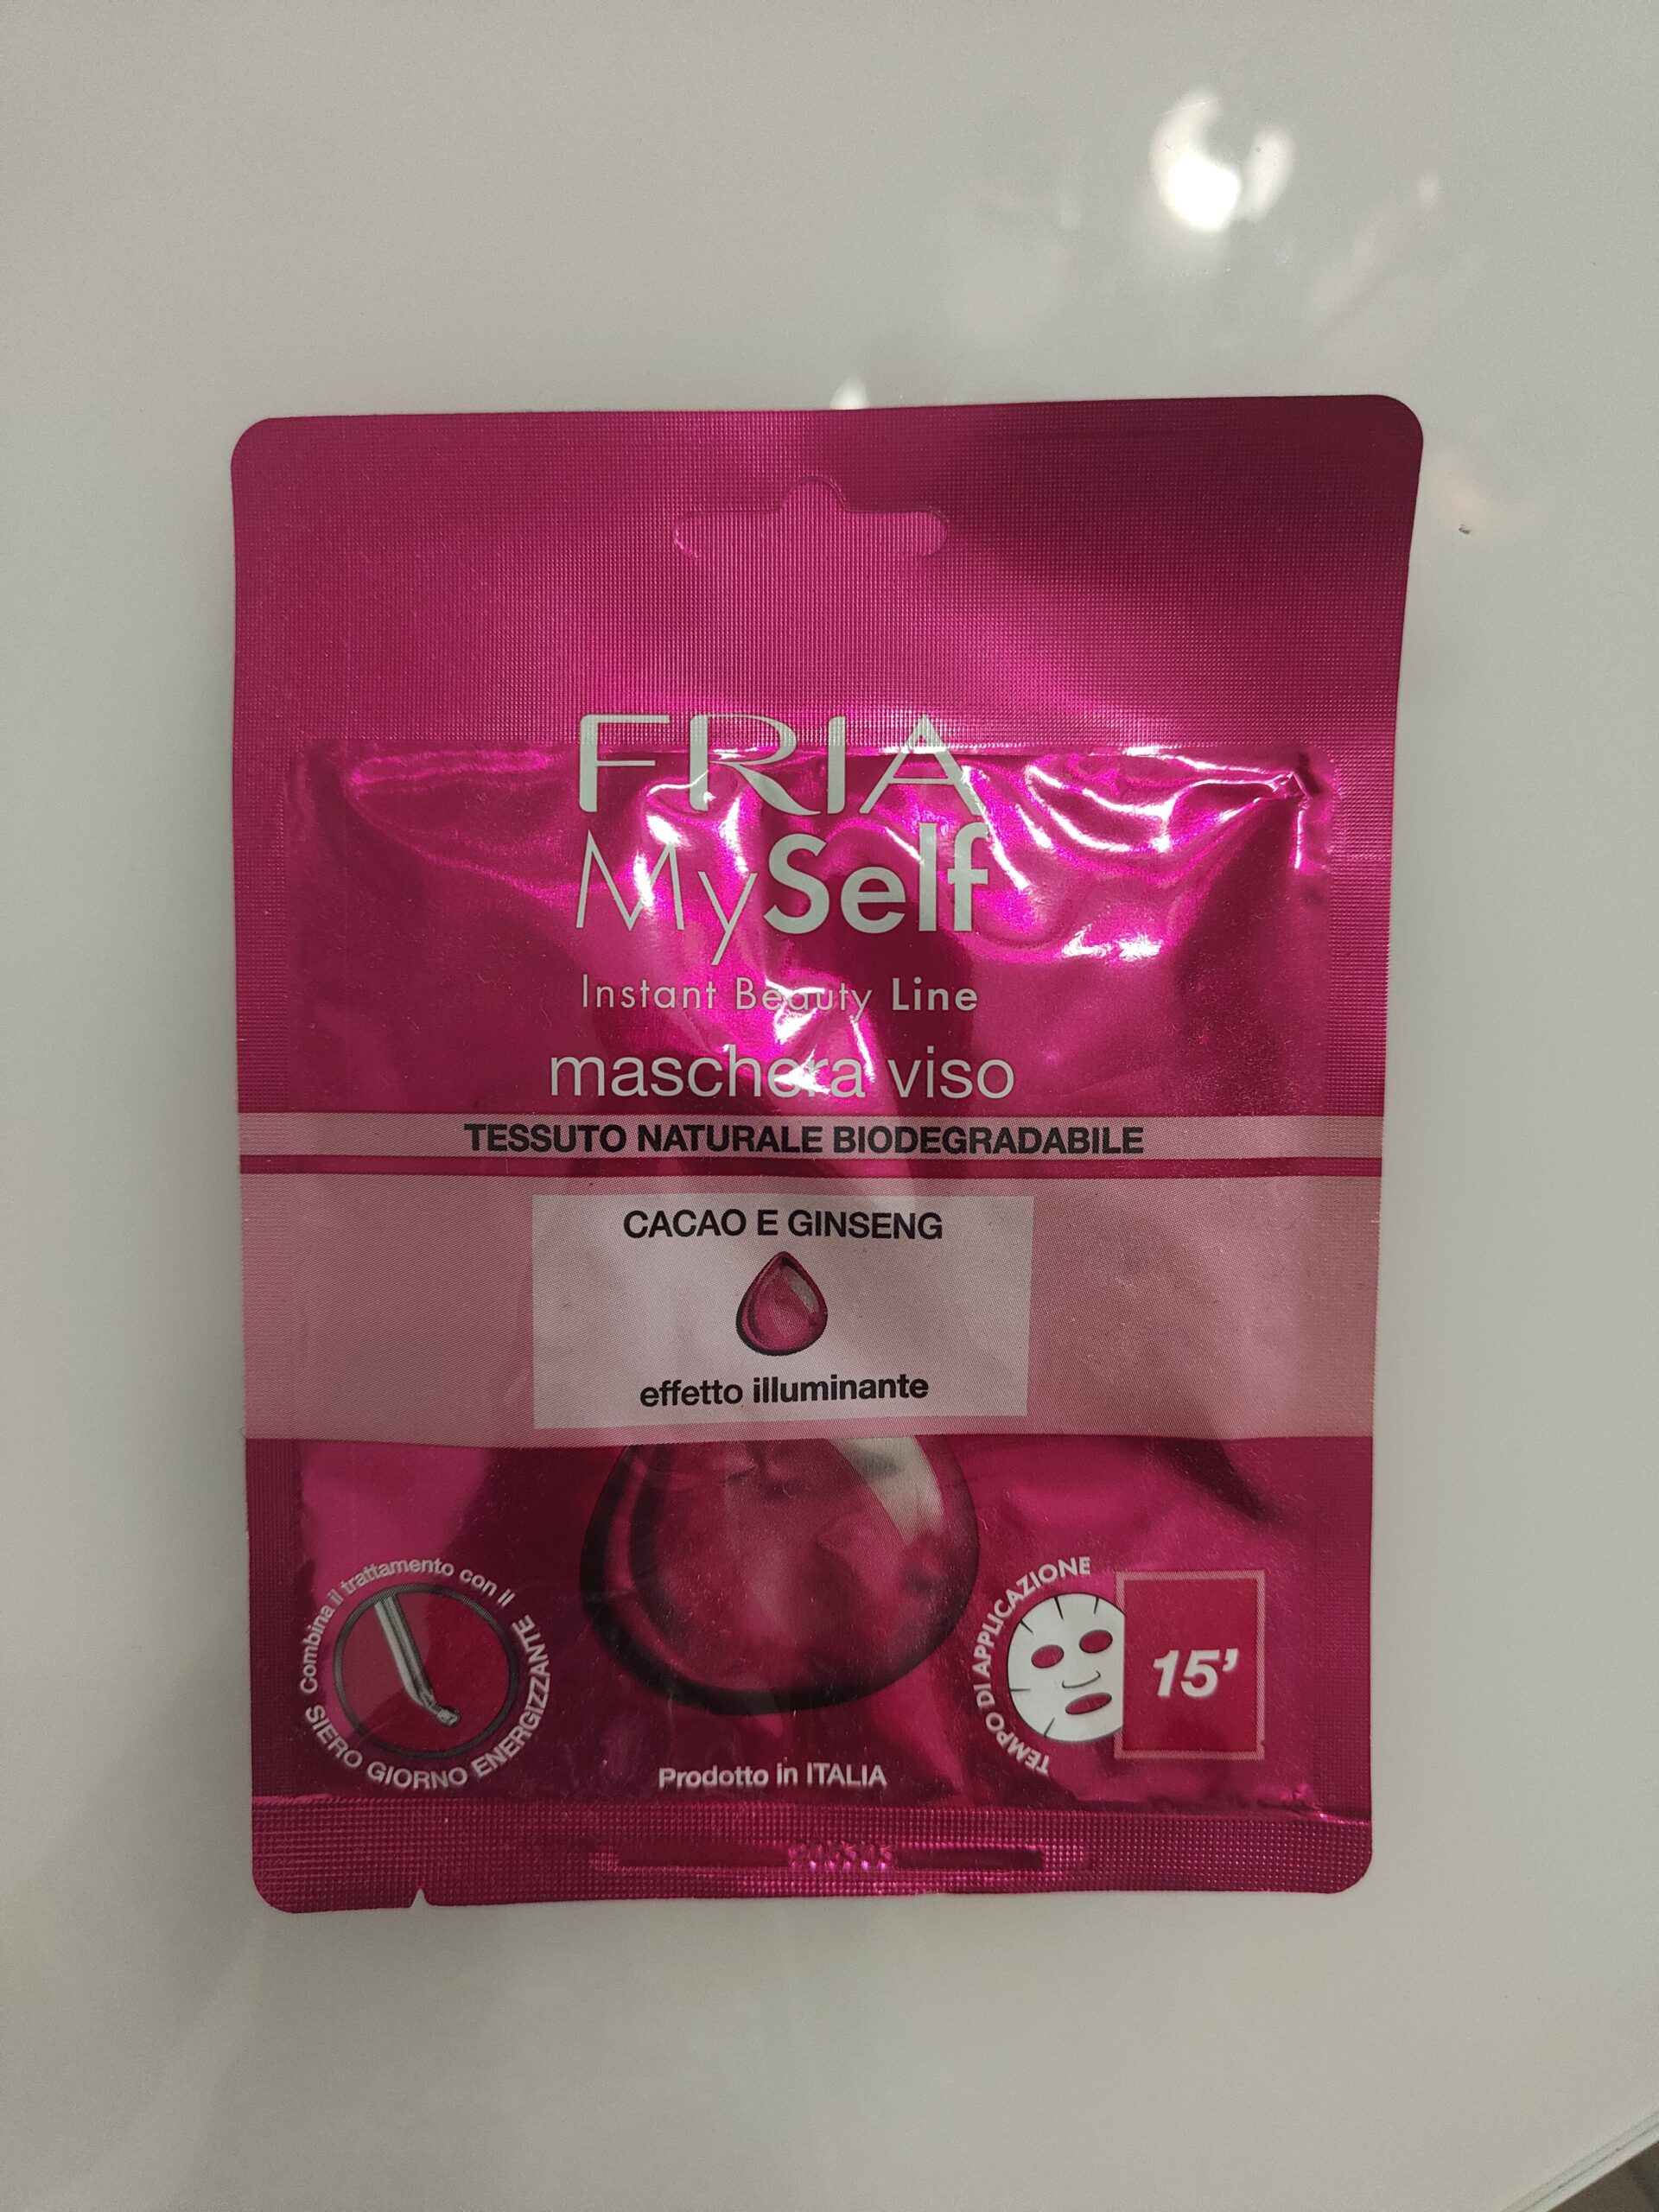 FRIA
MySelf
Instant Beauty Line
maschera viso
TESSUTO NATURALE BIODEGRADABILE
CACAO E GINSENG
effetto illuminante
Combina il trattamento con il
SIERO GIORNO ENERGIZZANTE
TEMPO DI APPLICAZIONE
15’
Prodotto in ITALIA